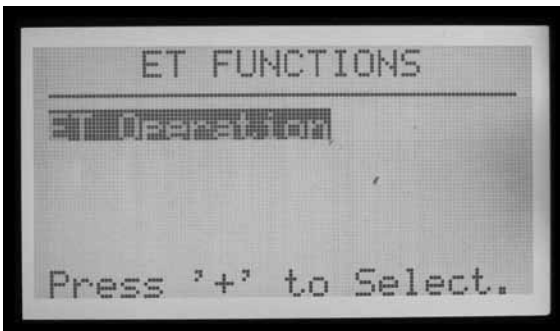 ET FUNCTIONS
ET Operation
Press '+' to Select.